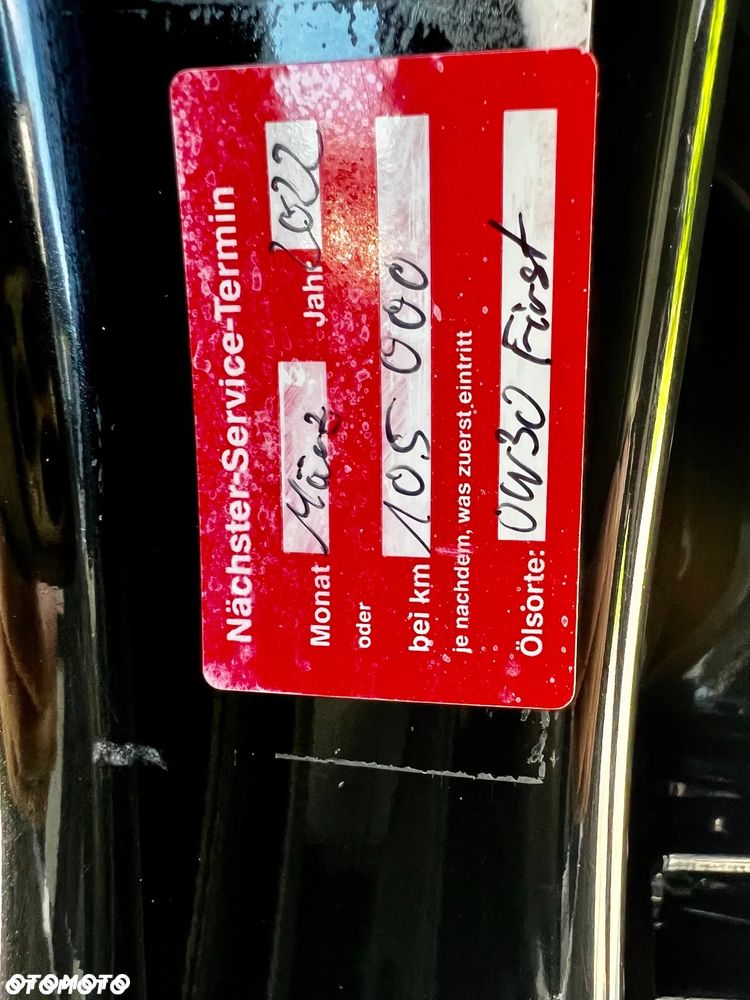 Nächster-Service-Termin
Monat März Jahr 2022
oder
bei km 105 000
je nachdem, was zuerst eintritt
Ölsorte: 0W30 First
OTOMOTO